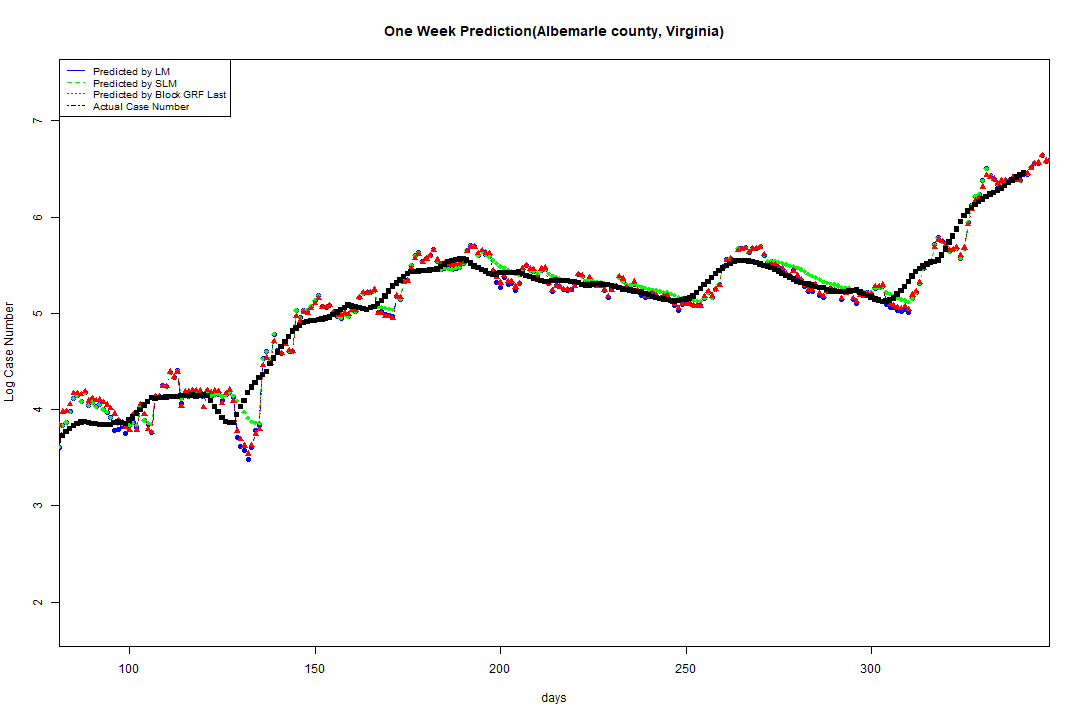 One Week Prediction(Albemarle county, Virginia)
Predicted by LM
Predicted by SLM
Predicted by Block GRF Last
Actual Case Number
Log Case Number
7
6
5
4
3
2
100 150 200 250 300
days